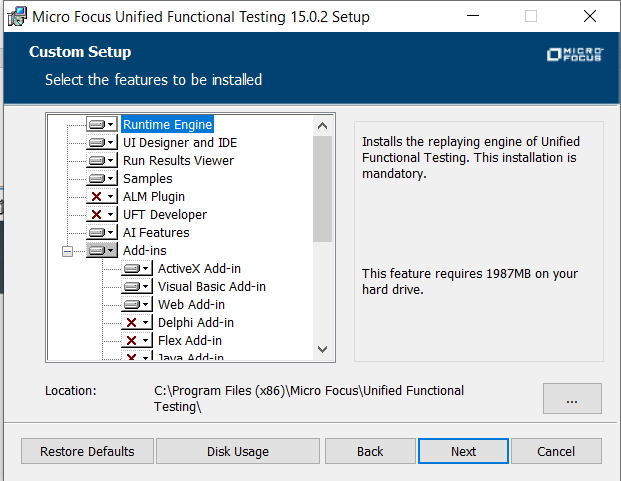 Micro Focus Unified Functional Testing 15.0.2 Setup
Custom Setup
Select the features to be installed
MICRO
FOCUS
Runtime Engine
UI Designer and IDE
Run Results Viewer
Samples
ALM Plugin
UFT Developer
AI Features
Add-ins
ActiveX Add-in
Visual Basic Add-in
Web Add-in
Delphi Add-in
Flex Add-in
Java Add-in
Installs the replaying engine of Unified
Functional Testing. This installation is
mandatory.
This feature requires 1987MB on your
hard drive.
Location:
C:\Program Files (x86)\Micro Focus\Unified Functional
Testing\
...
Restore Defaults
Disk Usage
Back
Next
Cancel